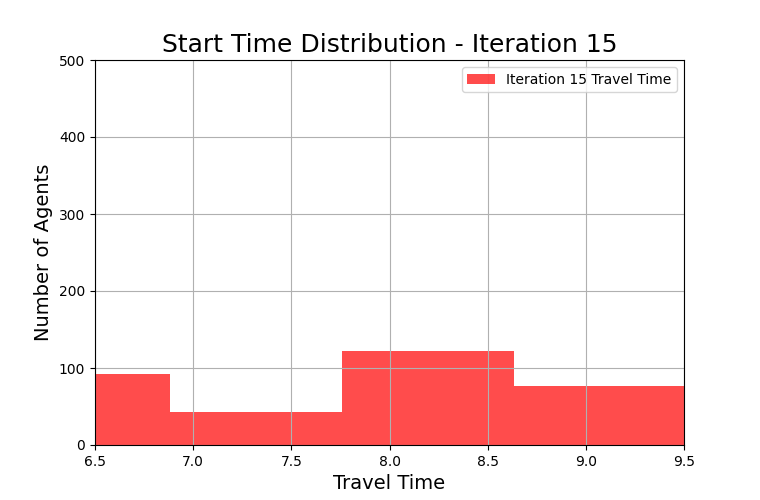 Start Time Distribution - Iteration 15
Iteration 15 Travel Time
500
400
300
200
100
0
6.5 7.0 7.5 8.0 8.5 9.0 9.5
Number of Agents
Travel Time